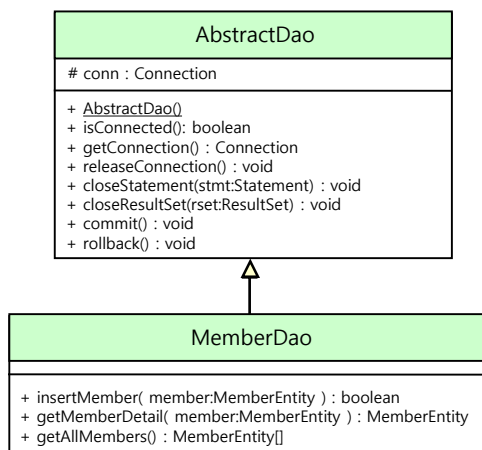 AbstractDao
# conn : Connection
+ AbstractDao()
+ isConnected(): boolean
+ getConnection() : Connection
+ releaseConnection() : void
+ closeStatement(stmt:Statement) : void
+ closeResultSet(rset:ResultSet) : void
+ commit() : void
+ rollback() : void
MemberDao
+ insertMember( member:MemberEntity ) : boolean
+ getMemberDetail( member:MemberEntity ) : MemberEntity
+ getAllMembers() : MemberEntity[]